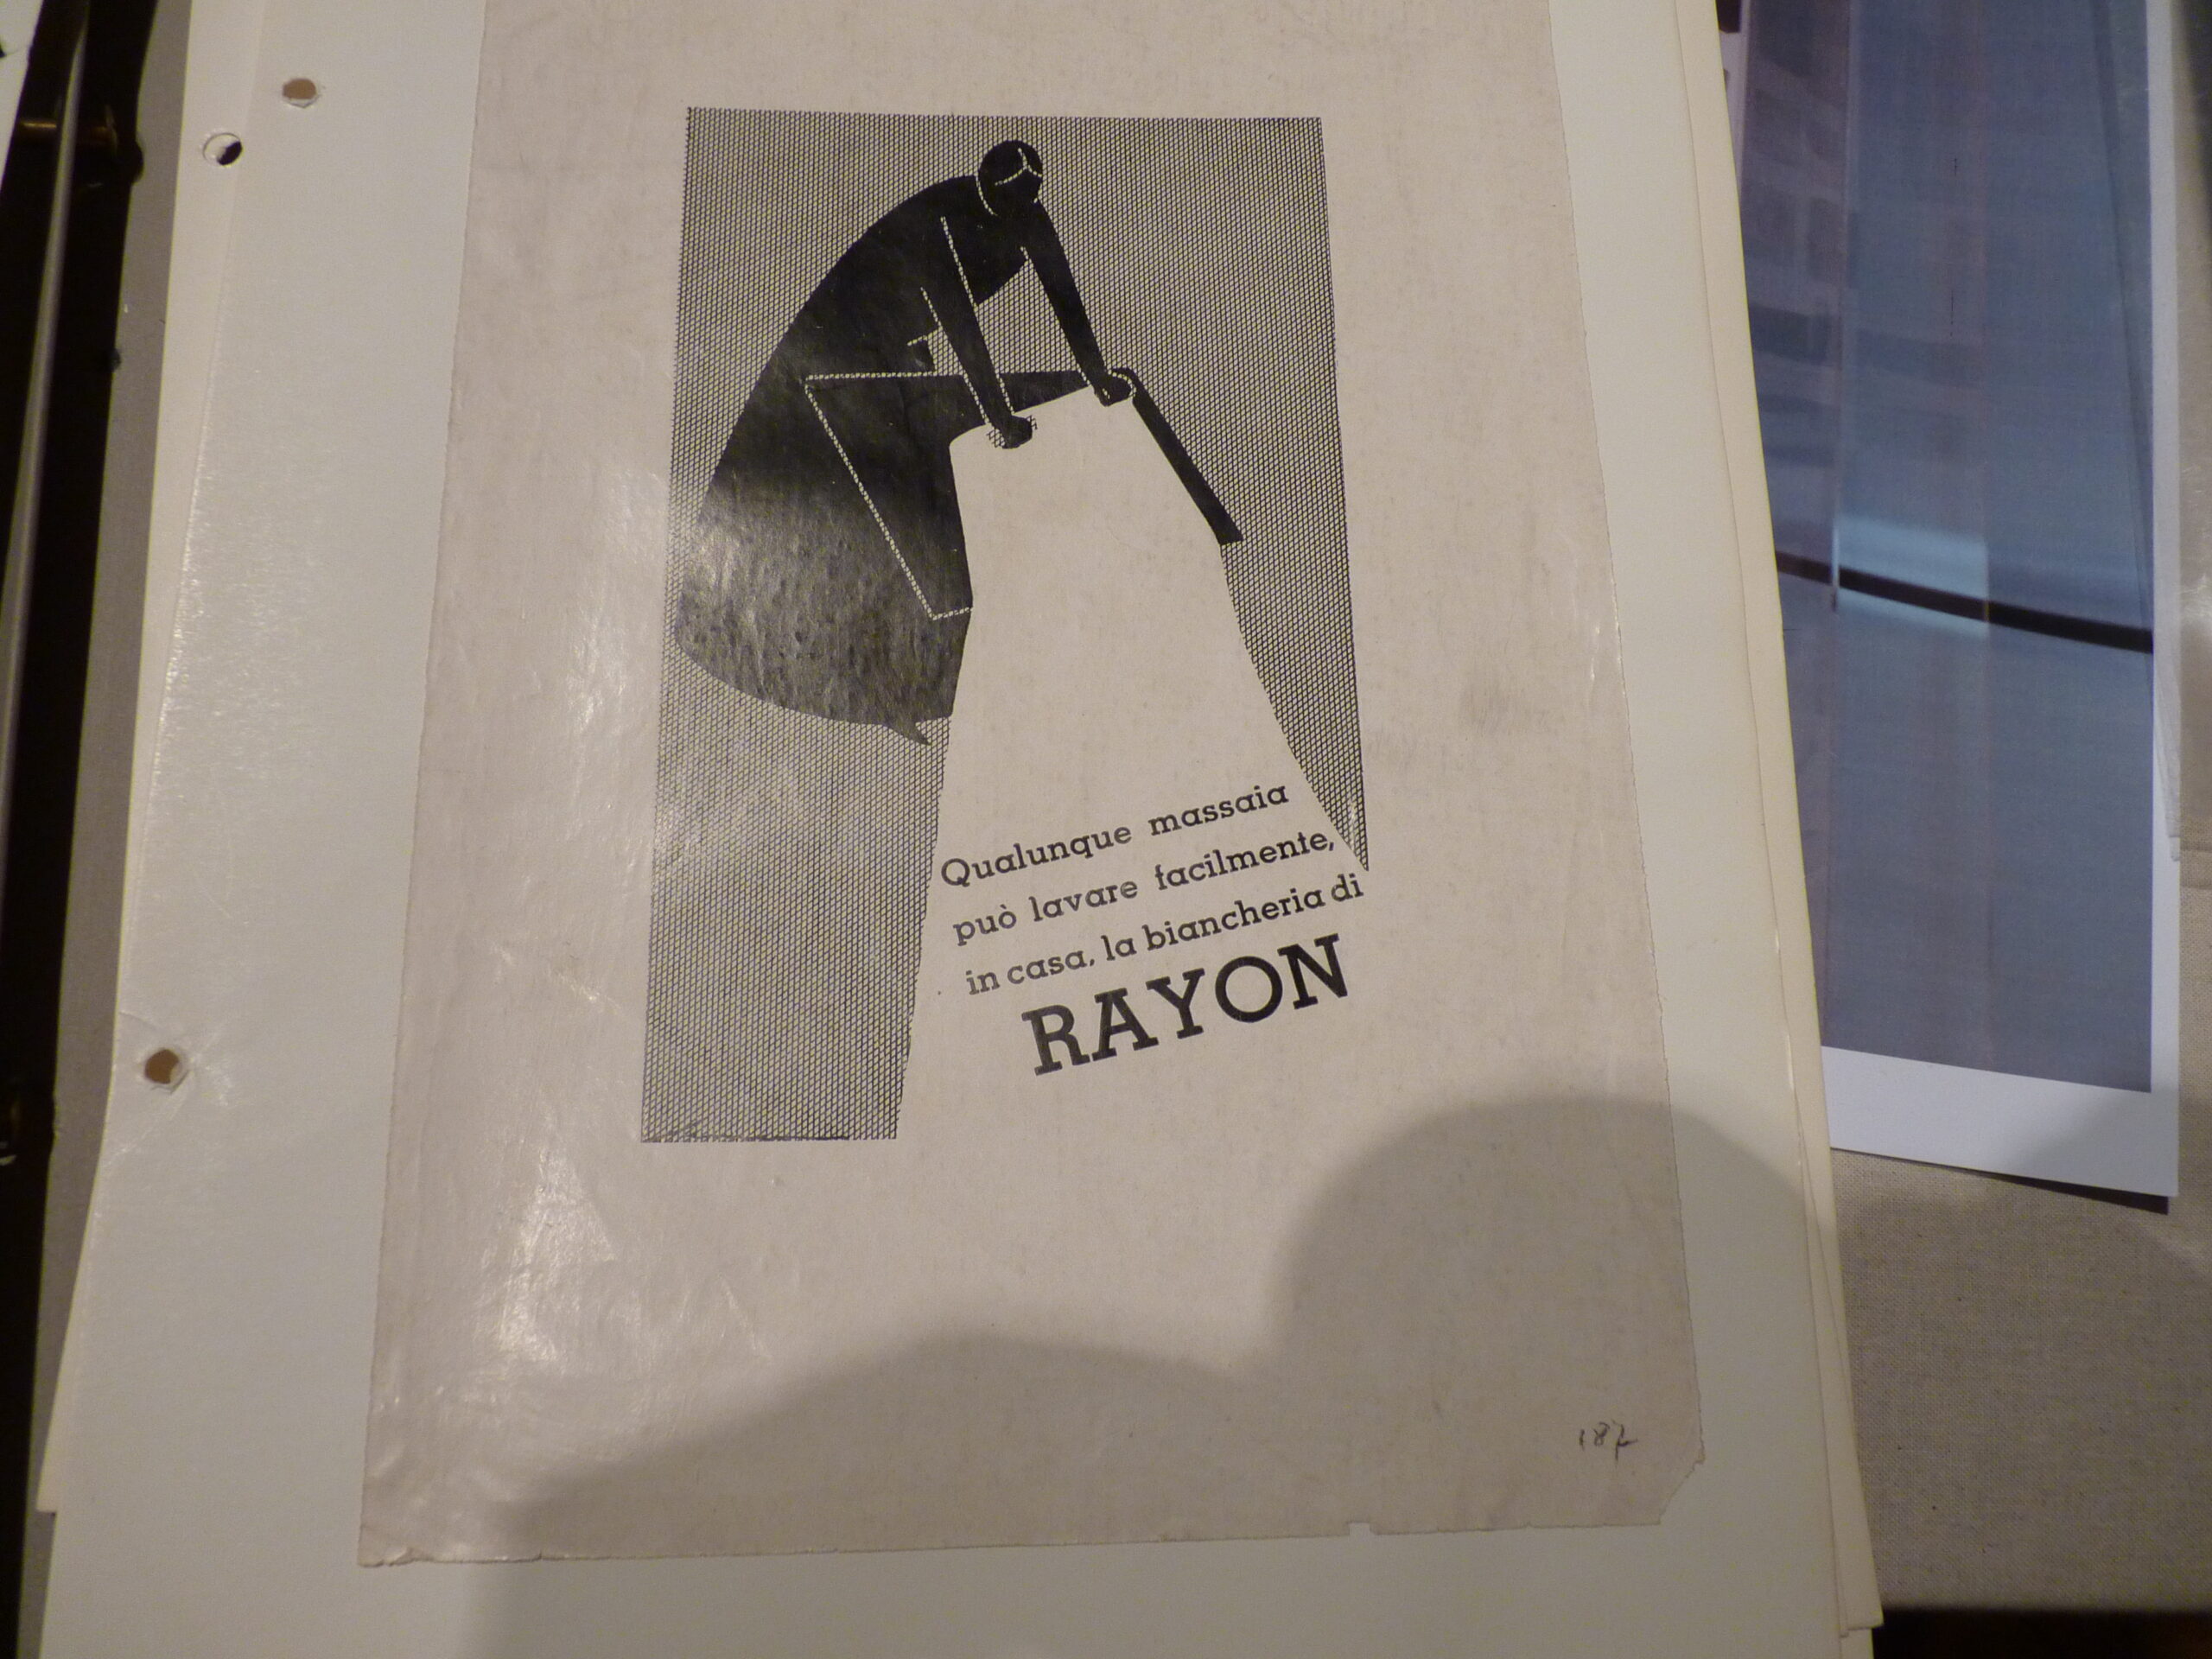 Qualunque massaia
può lavare facilmente,
in casa, la biancheria di
RAYON
187